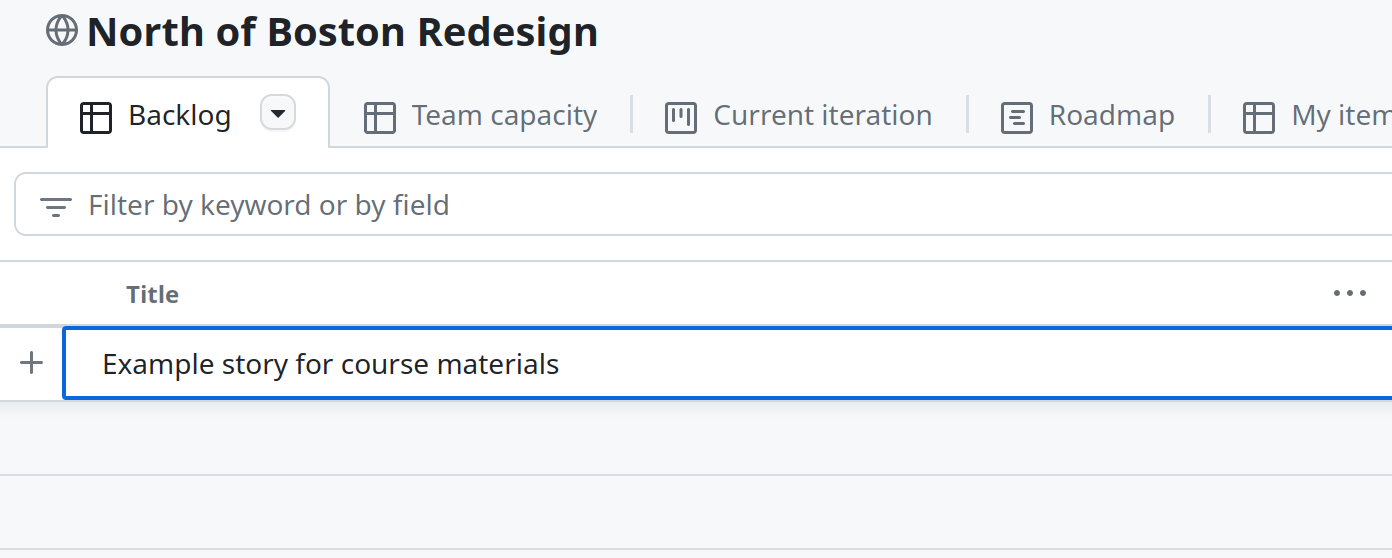 North of Boston Redesign
Backlog Team capacity Current iteration Roadmap My item
Filter by keyword or by field
Title
Example story for course materials